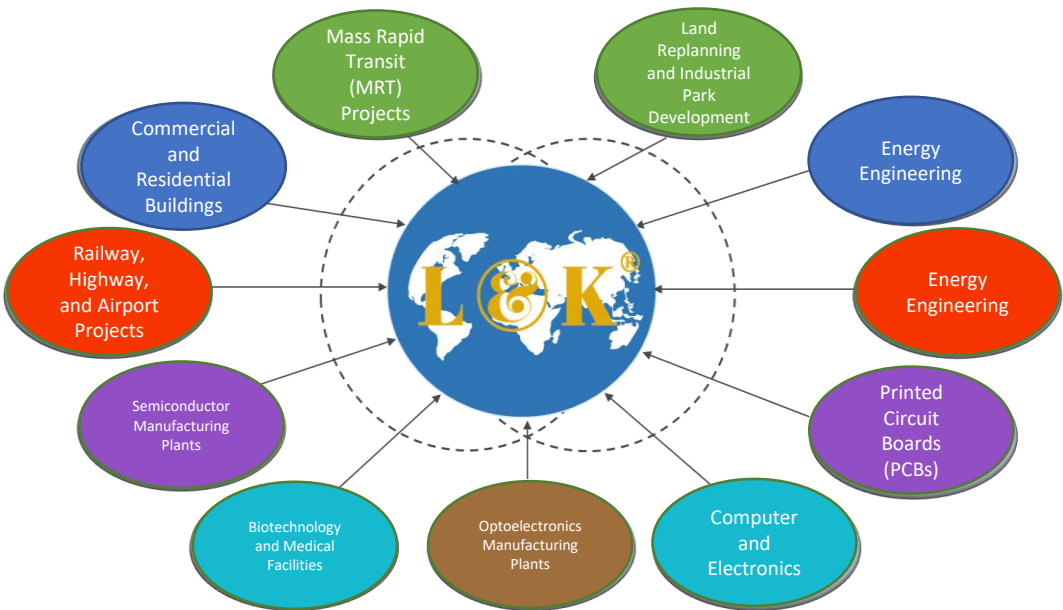 Mass Rapid
Transit
(MRT)
Projects
Land
Replanning
and Industrial
Park
Development
Commercial
and
Residential
Buildings
Energy
Engineering
Railway,
Highway,
and Airport
Projects
L & K®
Energy
Engineering
Semiconductor
Manufacturing
Plants
Printed
Circuit
Boards
(PCBs)
Biotechnology
and Medical
Facilities
Optoelectronics
Manufacturing
Plants
Computer
and
Electronics